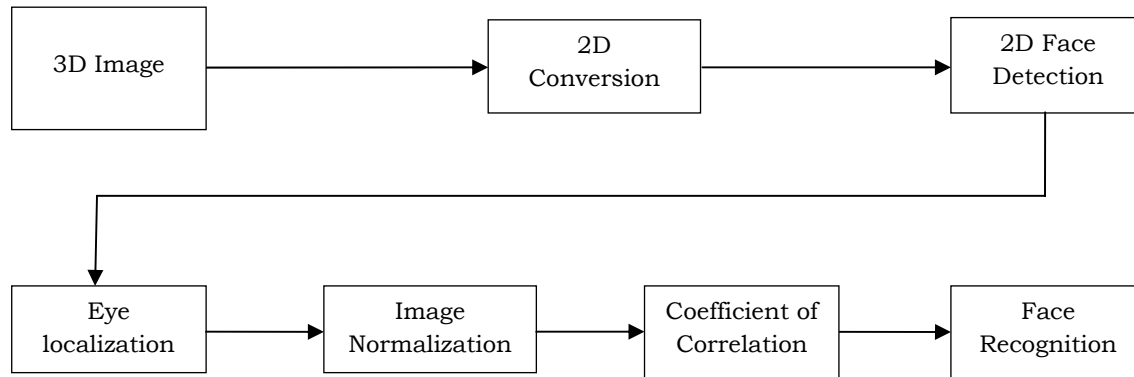 3D Image
2D
Conversion
2D Face
Detection
Eye
localization
Image
Normalization
Coefficient of
Correlation
Face
Recognition